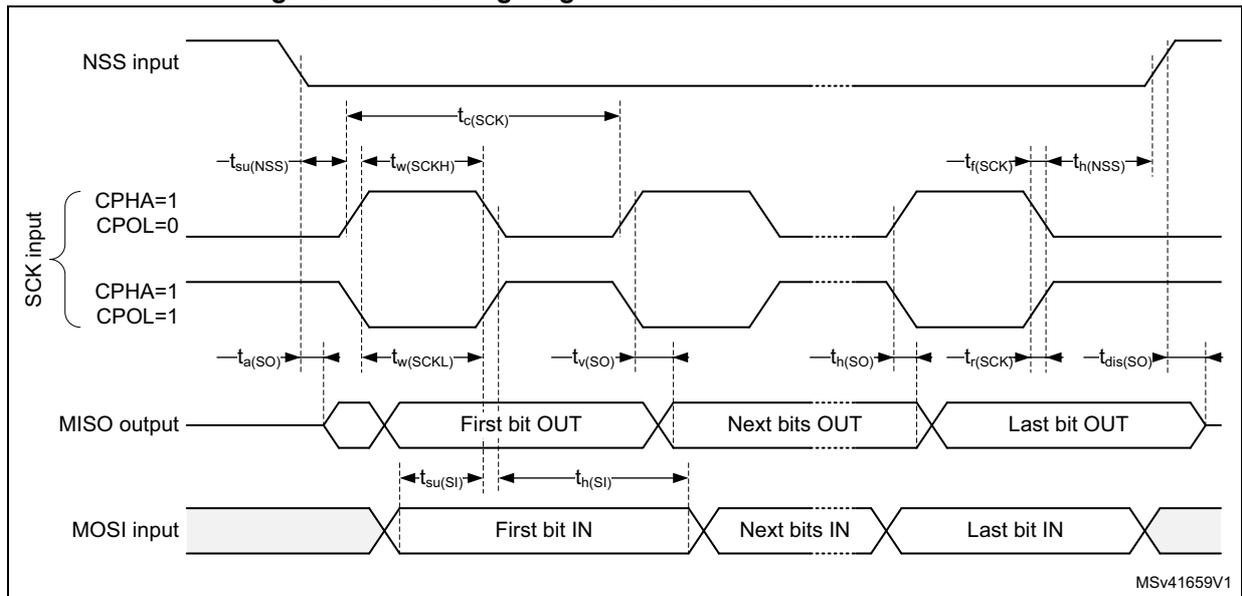 NSS input
tc(SCK)
tsu(NSS)
tw(SCKH)
tf(SCK)
th(NSS)
SCK input
CPHA=1
CPOL=0
CPHA=1
CPOL=1
ta(SO)
tw(SCKL)
tv(SO)
th(SO)
tr(SCK)
tdis(SO)
MISO output
First bit OUT
Next bits OUT
Last bit OUT
tsu(SI)
th(SI)
MOSI input
First bit IN
Next bits IN
Last bit IN
MSv41659V1